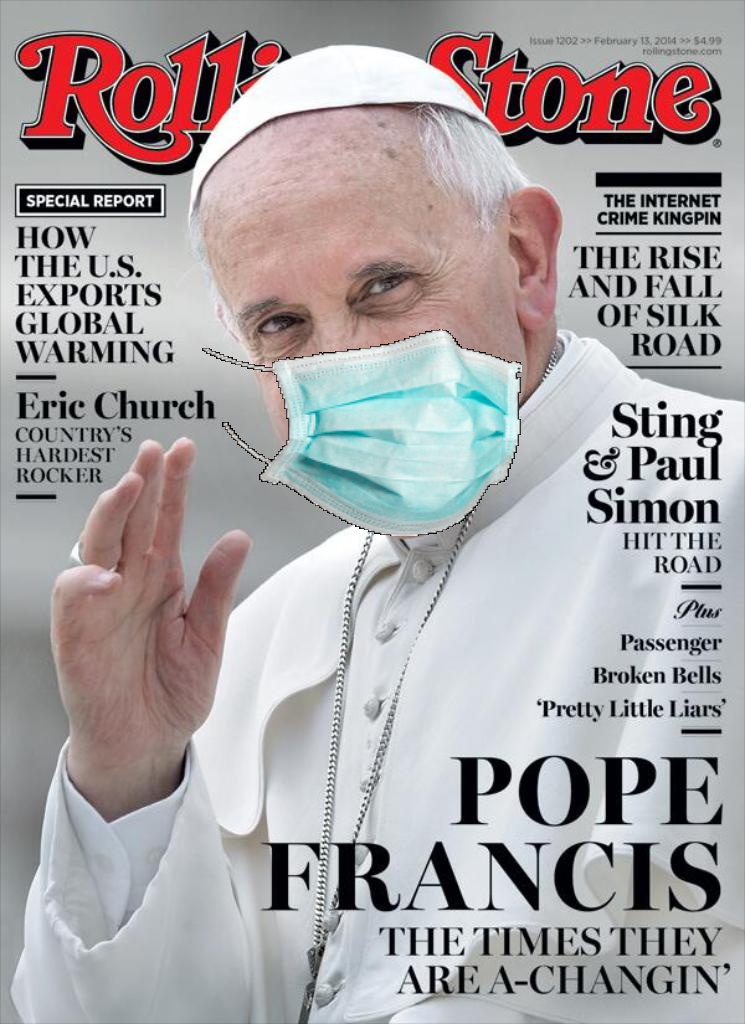 Issue 1202 >> February 13, 2014 >> $4.99
rollingstone.com
Rolli Stone
SPECIAL REPORT
HOW
THE U.S.
EXPORTS
GLOBAL
WARMING
Eric Church
COUNTRY'S
HARDEST
ROCKER
THE INTERNET
CRIME KINGPIN
THE RISE
AND FALL
OF SILK
ROAD
Sting
& Paul
Simon
HIT THE
ROAD
Plus
Passenger
Broken Bells
‘Pretty Little Liars’
POPE
FRANCIS
THE TIMES THEY
ARE A-CHANGIN’